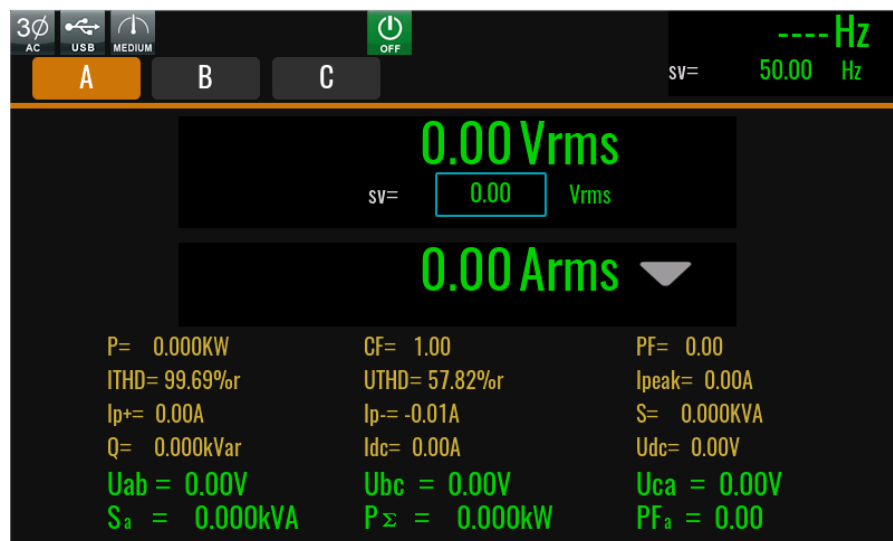 3Ø AC USB MEDIUM OFF ----Hz
A B C sv= 50.00 Hz
0.00 Vrms
sv= 0.00 Vrms
0.00 Arms
P= 0.000KW CF= 1.00 PF= 0.00
ITHD= 99.69%r UTHD= 57.82%r Ipeak= 0.00A
Ip+= 0.00A Ip-= -0.01A S= 0.000KVA
Q= 0.000kVar Idc= 0.00A Udc= 0.00V
Uab = 0.00V Ubc = 0.00V Uca = 0.00V
Sa = 0.000kVA PΣ = 0.000kW PFa = 0.00